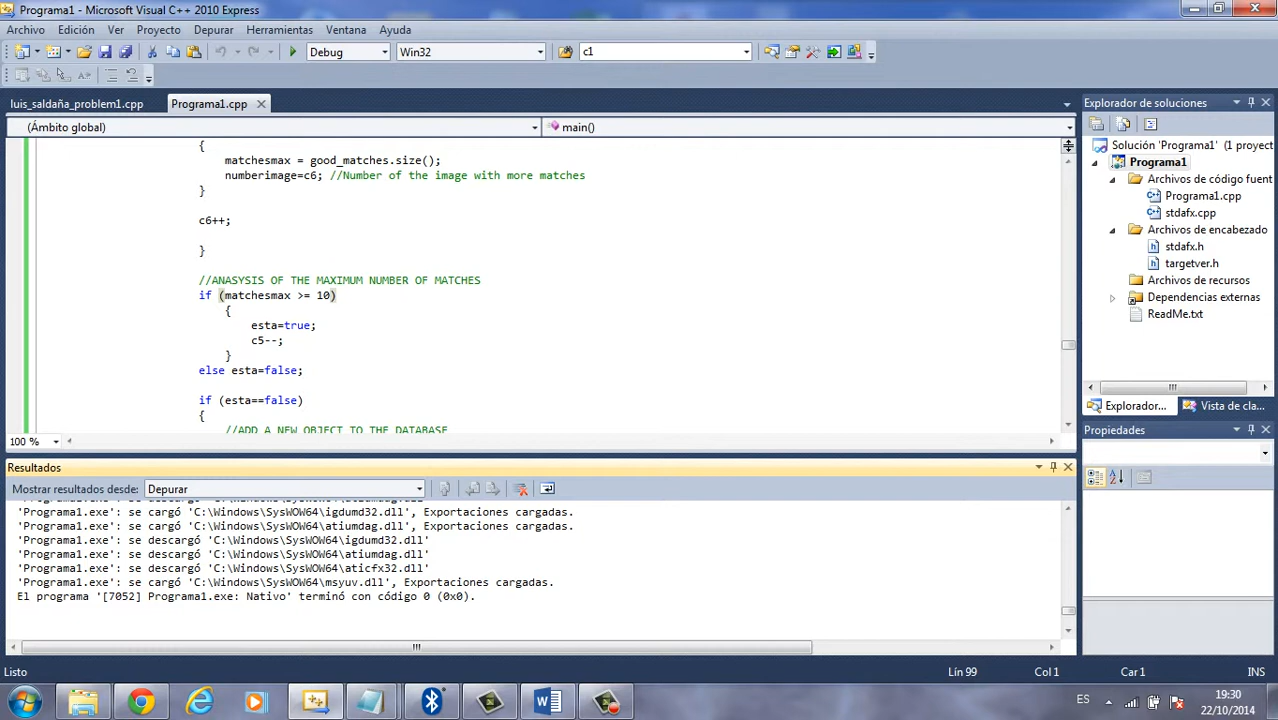 Programa1 - Microsoft Visual C++ 2010 Express
Archivo Edición Ver Proyecto Depurar Herramientas Ventana Ayuda
Debug Win32 c1
luis_saldaña_problem1.cpp Programa1.cpp
(Ámbito global) main()
{
matchesmax = good_matches.size();
numberimage=c6; //Number of the image with more matches
}
c6++;
}
//ANASYSIS OF THE MAXIMUM NUMBER OF MATCHES
if (matchesmax >= 10)
{
esta=true;
c5--;
}
else esta=false;
if (esta==false)
{
//ADD A NEW OBJECT TO THE DATABASE
100 %
Resultados
Mostrar resultados desde: Depurar
'Programa1.exe': se cargó 'C:\Windows\SysWOW64\igdumd32.dll', Exportaciones cargadas.
'Programa1.exe': se cargó 'C:\Windows\SysWOW64\atiumdag.dll', Exportaciones cargadas.
'Programa1.exe': se descargó 'C:\Windows\SysWOW64\igdumd32.dll'
'Programa1.exe': se descargó 'C:\Windows\SysWOW64\atiumdag.dll'
'Programa1.exe': se descargó 'C:\Windows\SysWOW64\aticfx32.dll'
'Programa1.exe': se cargó 'C:\Windows\SysWOW64\msyuv.dll', Exportaciones cargadas.
El programa '[7052] Programa1.exe: Nativo' terminó con código 0 (0x0).
Explorador de soluciones
Solución 'Programa1' (1 proyect
Programa1
Archivos de código fuent
Programa1.cpp
stdafx.cpp
Archivos de encabezado
stdafx.h
targetver.h
Archivos de recursos
Dependencias externas
ReadMe.txt
Explorador... Vista de cla...
Propiedades
Listo Lín 99 Col 1 Car 1 INS
ES 19:30
22/10/2014